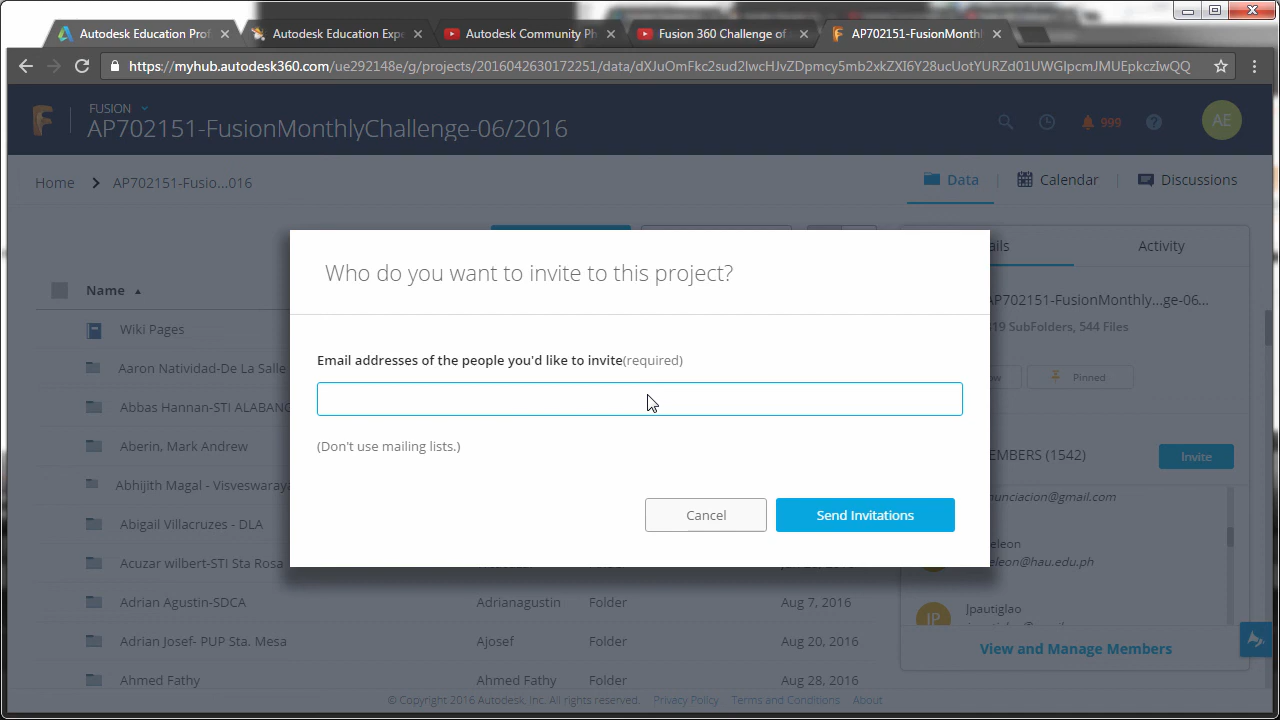 Autodesk Education Prof
Autodesk Education Expe
Autodesk Community Ph
Fusion 360 Challenge of
AP702151-FusionMonthl
https://myhub.autodesk360.com/ue292148e/g/projects/2016042630172251/data/dXJuOmFkc2sud2lwcHJvZDpmcy5mb2xkZXI6Y28ucUotYURZd01UWGlpcmJMUEpkczIwQQ
FUSION
AP702151-FusionMonthlyChallenge-06/2016
999
AE
Home
AP702151-Fusio...016
Data
Calendar
Discussions
Who do you want to invite to this project?
Email addresses of the people you'd like to invite(required)
(Don't use mailing lists.)
Cancel
Send Invitations
Name
Wiki Pages
Aaron Natividad-De La Salle
Abbas Hannan-STI ALABANG
Aberin, Mark Andrew
Abhijith Magal - Visveswaraya
Abigail Villacruzes - DLA
Acuzar wilbert-STI Sta Rosa
Adrian Agustin-SDCA Adrianagustin Folder Aug 7, 2016
Adrian Josef- PUP Sta. Mesa Ajosef Folder Aug 20, 2016
Ahmed Fathy Ahmed Fathy Folder Aug 28, 2016
Activity
AP702151-FusionMonthly...ge-06...
SubFolders, 544 Files
Pinned
EMBERS (1542)
Invite
nunciacion@gmail.com
eleon
eleon@hau.edu.ph
JP
Jpautiglao
View and Manage Members
© Copyright 2016 Autodesk, Inc. All rights reserved. Privacy Policy Terms and Conditions About